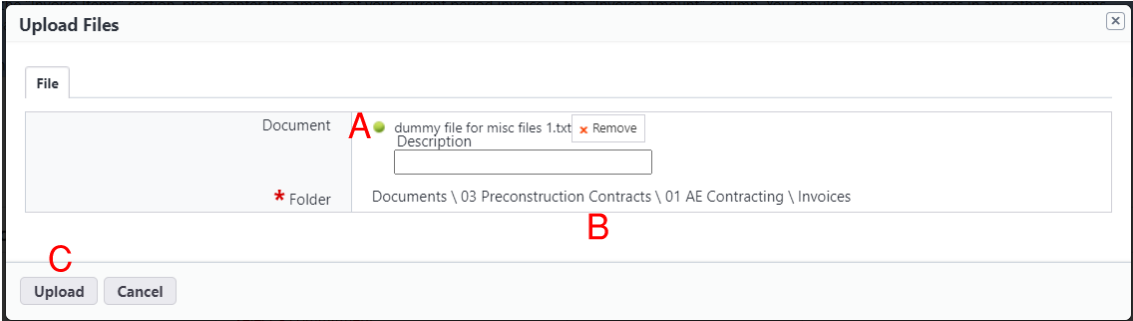 Upload Files
File
Document
A dummy file for misc files 1.txt Remove
Description
* Folder
Documents \ 03 Preconstruction Contracts \ 01 AE Contracting \ Invoices
B
C
Upload Cancel